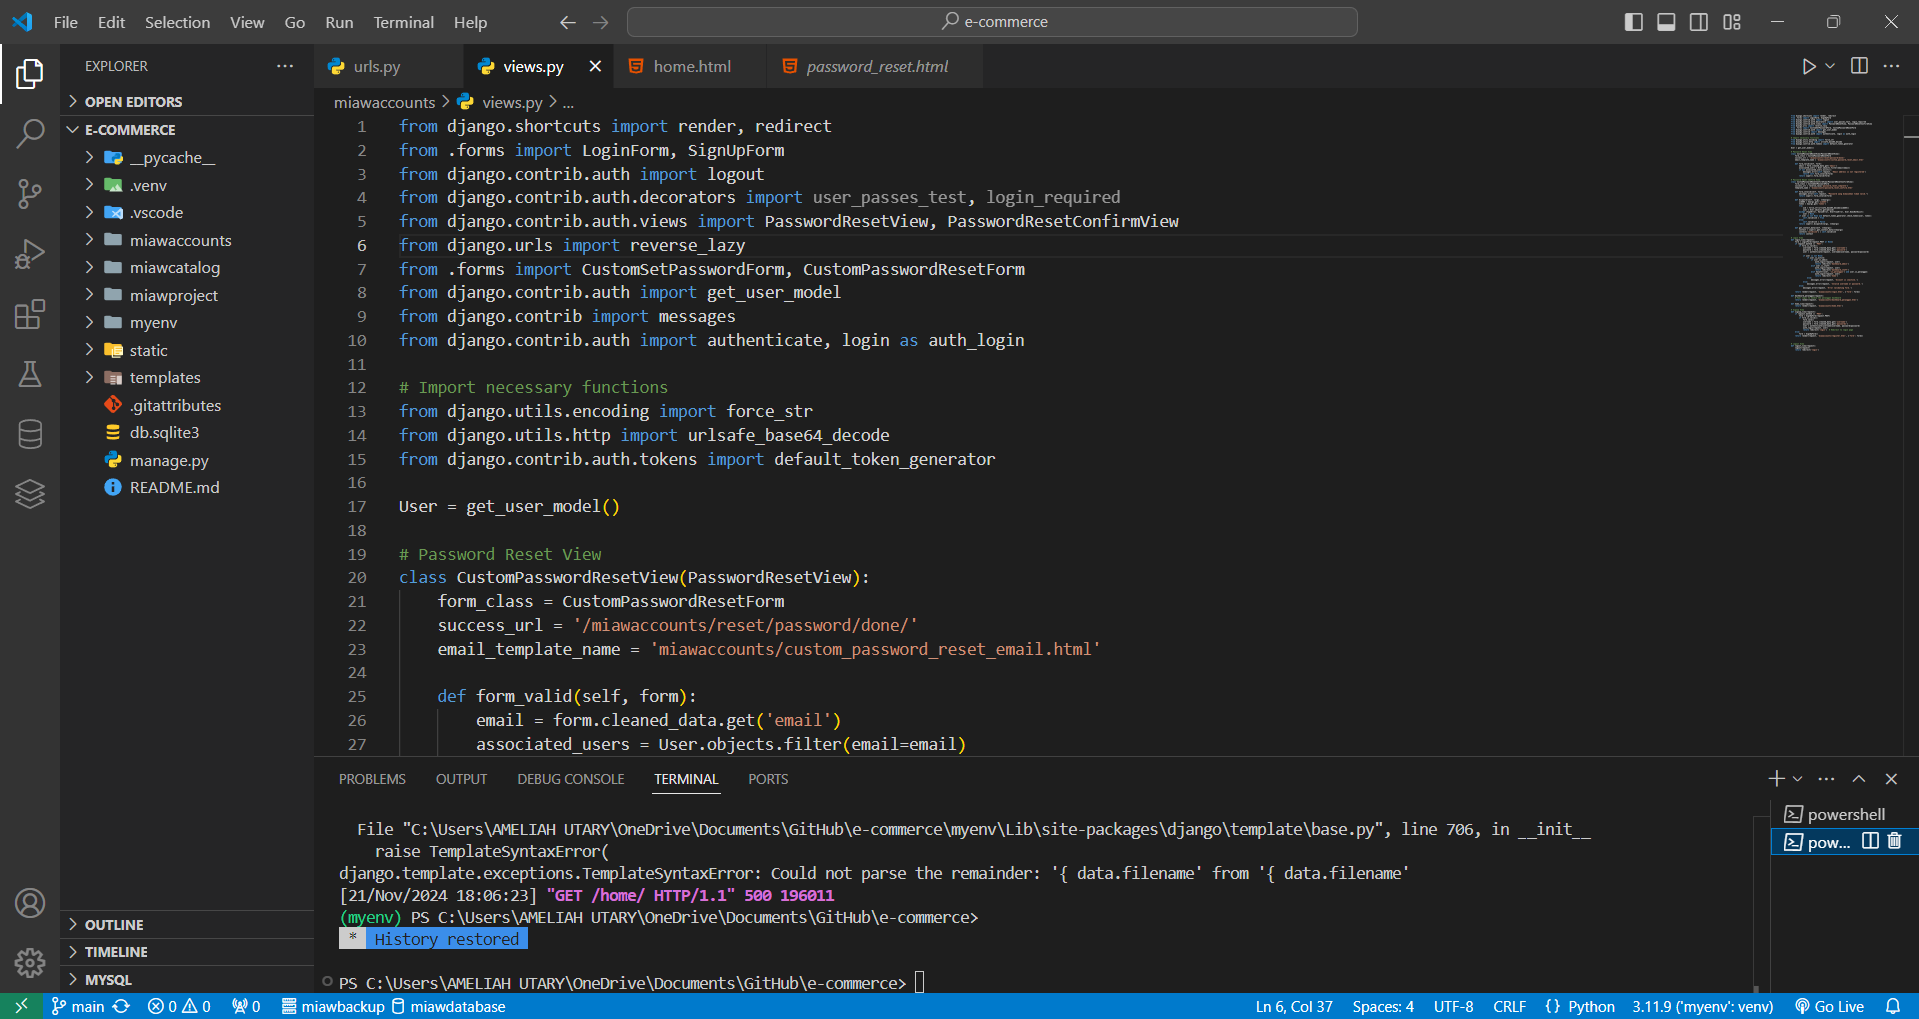 File Edit Selection View Go Run Terminal Help
e-commerce
EXPLORER
OPEN EDITORS
E-COMMERCE
__pycache__
.venv
.vscode
miawaccounts
miawcatalog
miawproject
myenv
static
templates
.gitattributes
db.sqlite3
manage.py
README.md
OUTLINE
TIMELINE
MYSQL
urls.py views.py home.html password_reset.html
miawaccounts > views.py > ...
1 from django.shortcuts import render, redirect
2 from .forms import LoginForm, SignUpForm
3 from django.contrib.auth import logout
4 from django.contrib.auth.decorators import user_passes_test, login_required
5 from django.contrib.auth.views import PasswordResetView, PasswordResetConfirmView
6 from django.urls import reverse_lazy
7 from .forms import CustomSetPasswordForm, CustomPasswordResetForm
8 from django.contrib.auth import get_user_model
9 from django.contrib import messages
10 from django.contrib.auth import authenticate, login as auth_login
11
12 # Import necessary functions
13 from django.utils.encoding import force_str
14 from django.utils.http import urlsafe_base64_decode
15 from django.contrib.auth.tokens import default_token_generator
16
17 User = get_user_model()
18
19 # Password Reset View
20 class CustomPasswordResetView(PasswordResetView):
21 form_class = CustomPasswordResetForm
22 success_url = '/miawaccounts/reset/password/done/'
23 email_template_name = 'miawaccounts/custom_password_reset_email.html'
24
25 def form_valid(self, form):
26 email = form.cleaned_data.get('email')
27 associated_users = User.objects.filter(email=email)
PROBLEMS OUTPUT DEBUG CONSOLE TERMINAL PORTS
File "C:\Users\AMELIAH UTARY\OneDrive\Documents\GitHub\e-commerce\myenv\Lib\site-packages\django\template\base.py", line 706, in __init__
raise TemplateSyntaxError(
django.template.exceptions.TemplateSyntaxError: Could not parse the remainder: '{ data.filename' from '{ data.filename'
[21/Nov/2024 18:06:23] "GET /home/ HTTP/1.1" 500 196011
(myenv) PS C:\Users\AMELIAH UTARY\OneDrive\Documents\GitHub\e-commerce>
* History restored
PS C:\Users\AMELIAH UTARY\OneDrive\Documents\GitHub\e-commerce>
powershell
pow...
main 0 0 0 miawbackup miawdatabase Ln 6, Col 37 Spaces: 4 UTF-8 CRLF {} Python 3.11.9 ('myenv': venv) Go Live